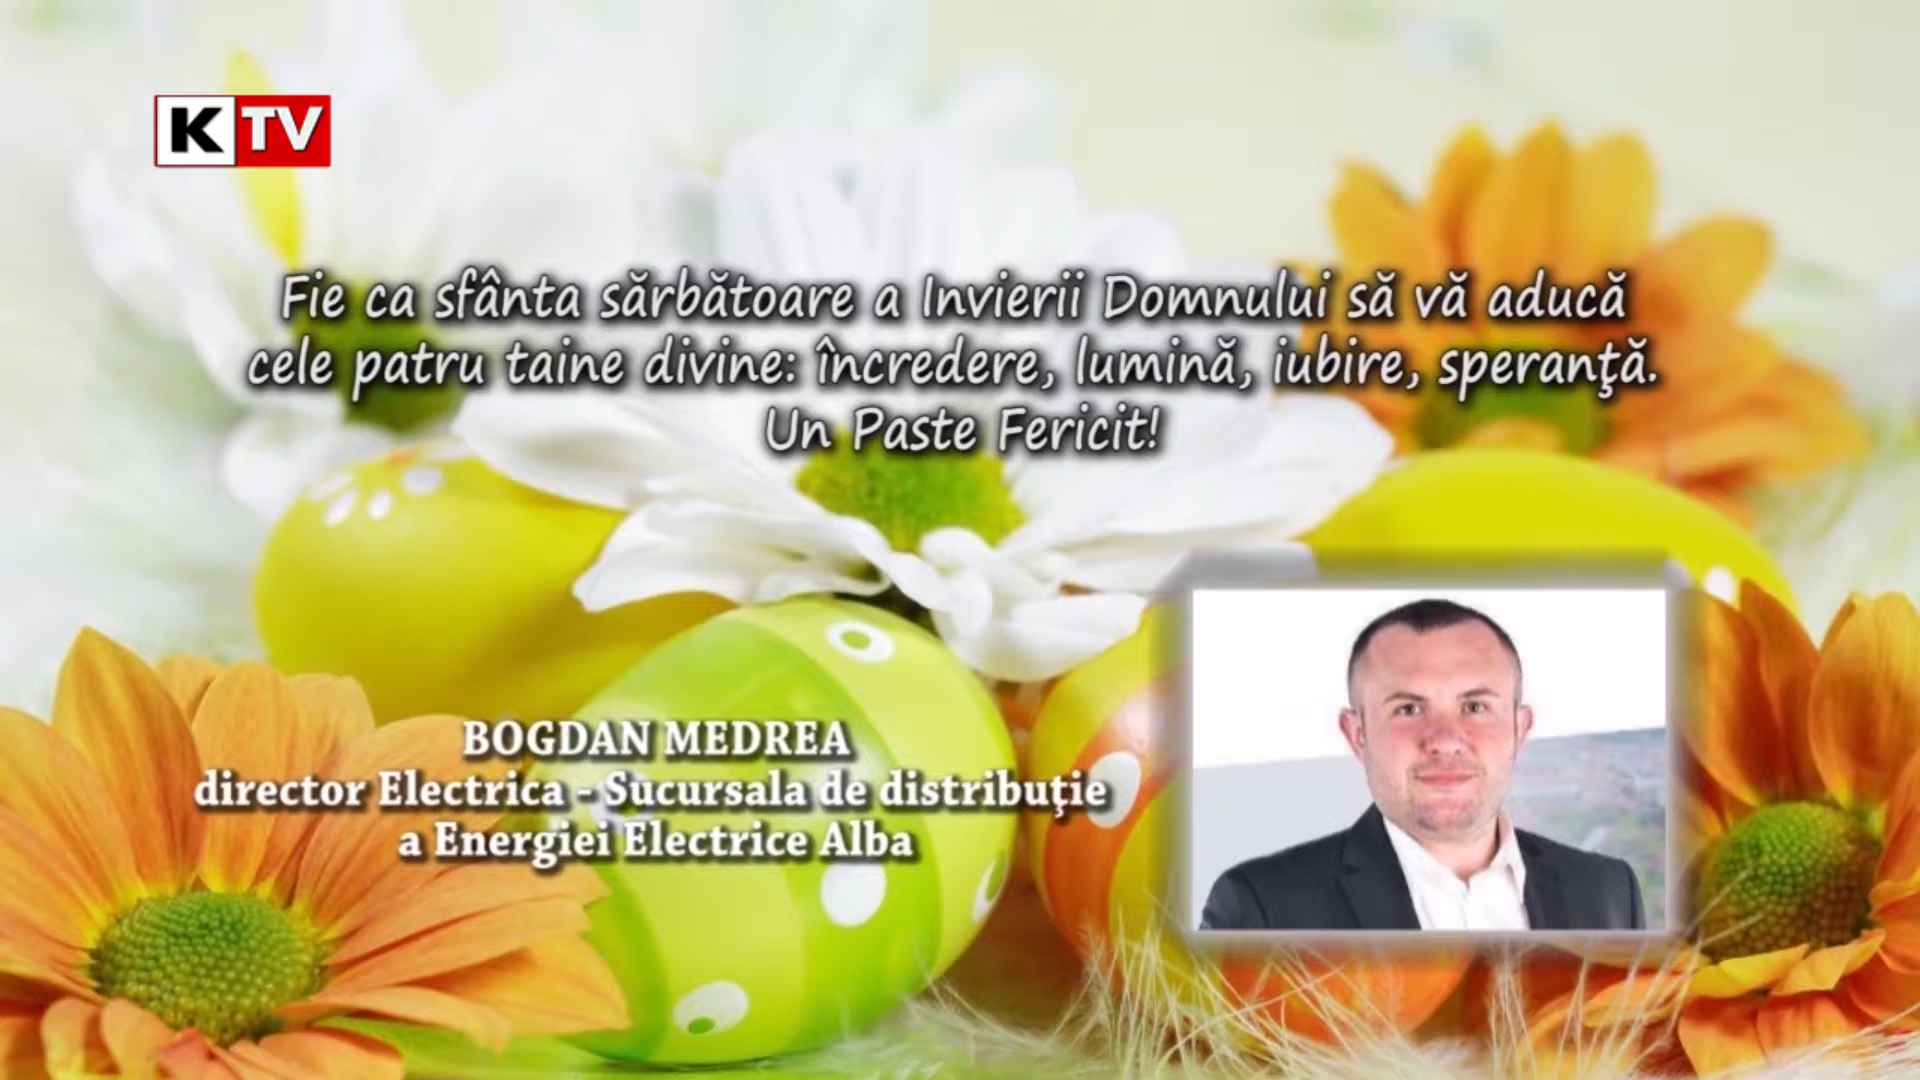 K TV
Fie ca sfânta sărbătoare a Invierii Domnului să vă aducă
cele patru taine divine: încredere, lumină, iubire, speranţă.
Un Paste Fericit!
BOGDAN MEDREA
director Electrica - Sucursala de distribuţie
a Energiei Electrice Alba